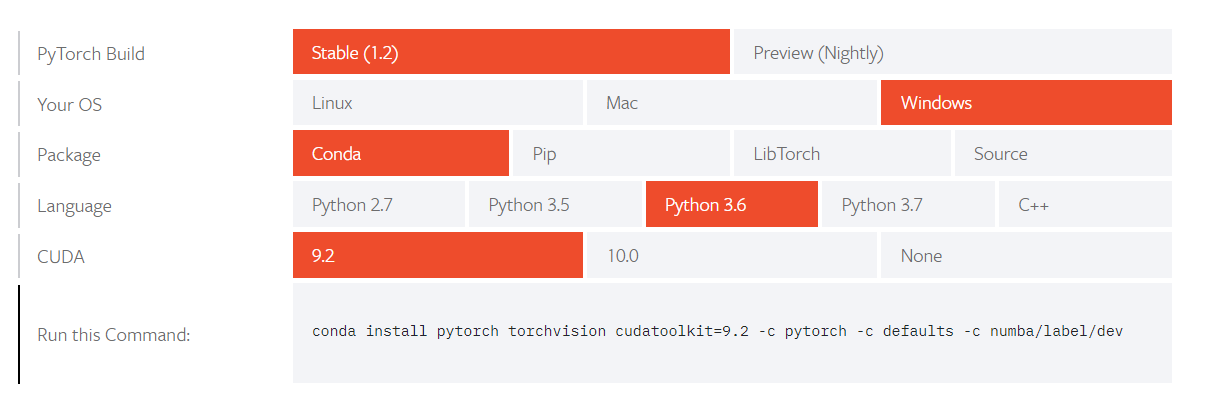 PyTorch Build Stable (1.2) Preview (Nightly)
Your OS Linux Mac Windows
Package Conda Pip LibTorch Source
Language Python 2.7 Python 3.5 Python 3.6 Python 3.7 C++
CUDA 9.2 10.0 None
Run this Command: conda install pytorch torchvision cudatoolkit=9.2 -c pytorch -c defaults -c numba/label/dev